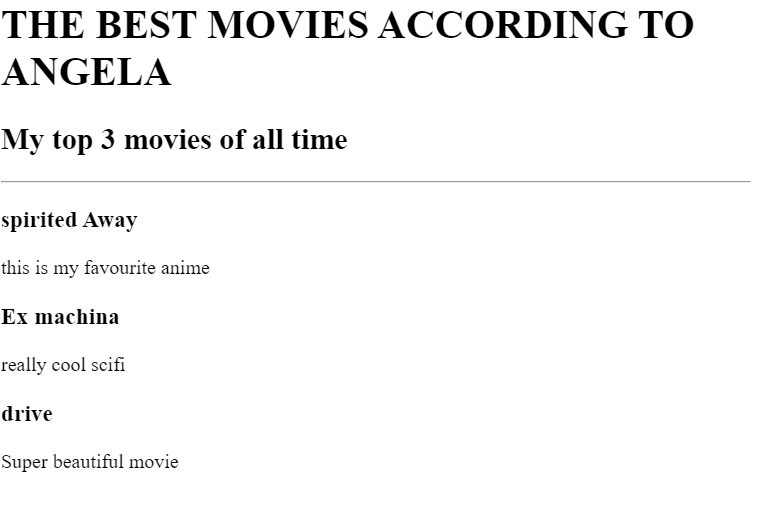 THE BEST MOVIES ACCORDING TO
ANGELA
My top 3 movies of all time
spirited Away
this is my favourite anime
Ex machina
really cool scifi
drive
Super beautiful movie